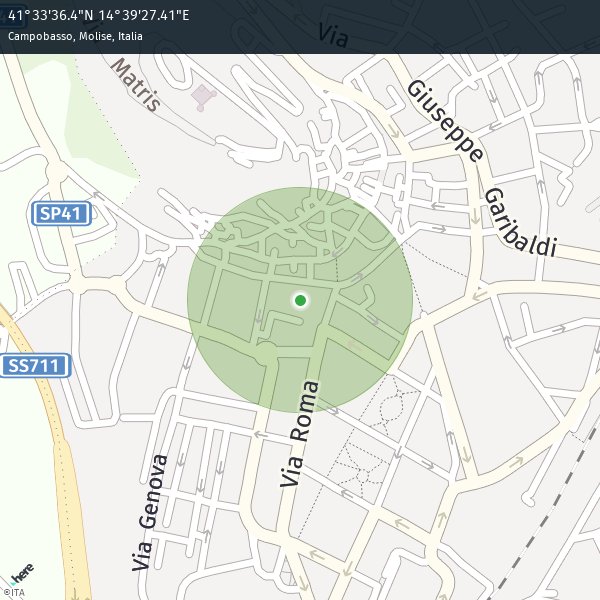 41°33'36.4"N 14°39'27.41"E
Campobasso, Molise, Italia
Via
Matris
Giuseppe
Garibaldi
SP41
SS711
Via Roma
Via Genova
here
©ITA